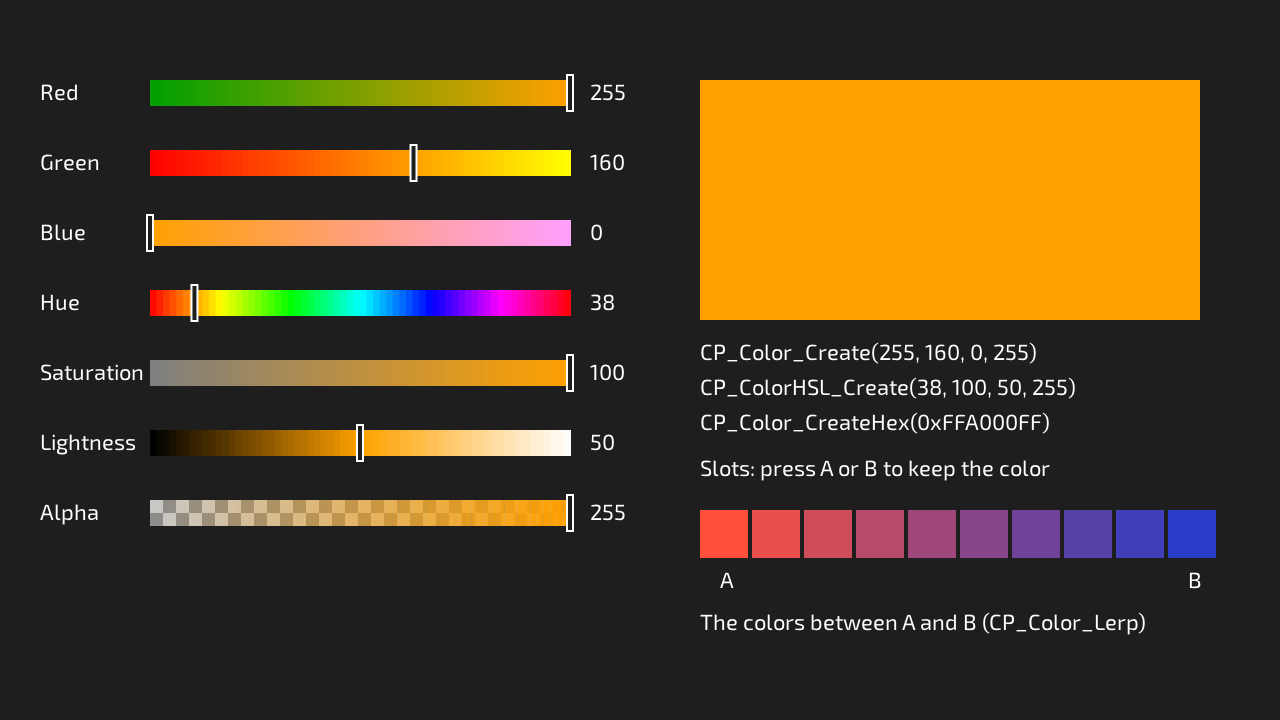 Red 255
Green 160
Blue 0
Hue 38
Saturation 100
Lightness 50
Alpha 255
CP_Color_Create(255, 160, 0, 255)
CP_ColorHSL_Create(38, 100, 50, 255)
CP_Color_CreateHex(0xFFA000FF)
Slots: press A or B to keep the color
A B
The colors between A and B (CP_Color_Lerp)